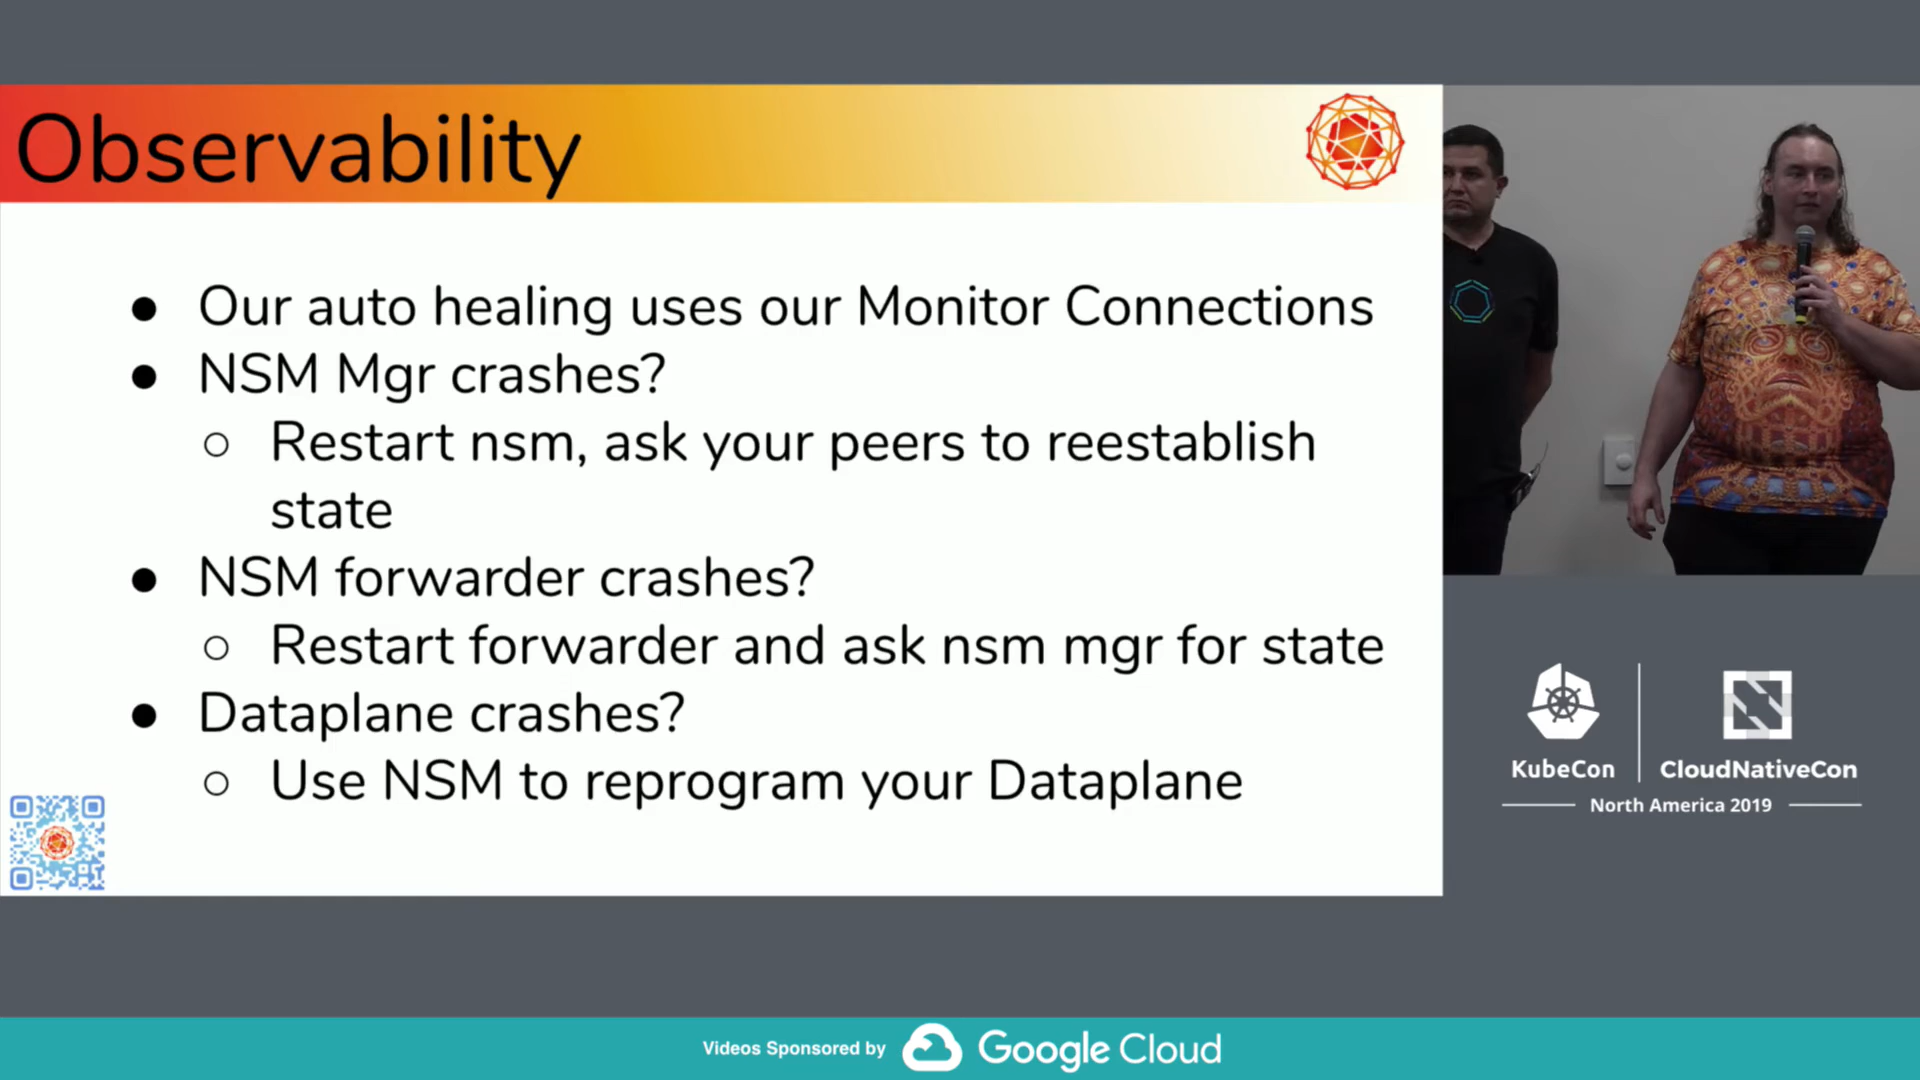 Observability
● Our auto healing uses our Monitor Connections
● NSM Mgr crashes?
○ Restart nsm, ask your peers to reestablish
state
● NSM forwarder crashes?
○ Restart forwarder and ask nsm mgr for state
● Dataplane crashes?
○ Use NSM to reprogram your Dataplane
KubeCon
CloudNativeCon
North America 2019
Videos Sponsored by
Google Cloud